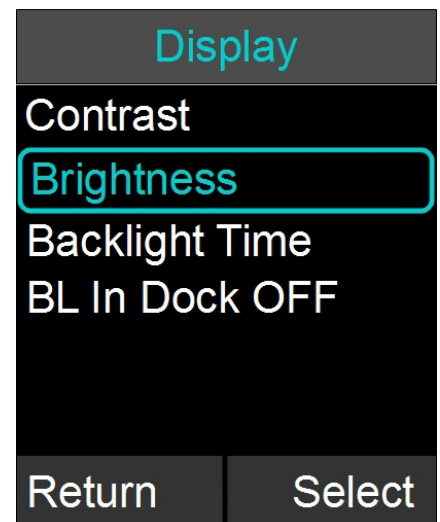 Display
Contrast
Brightness
Backlight Time
BL In Dock OFF
Return Select